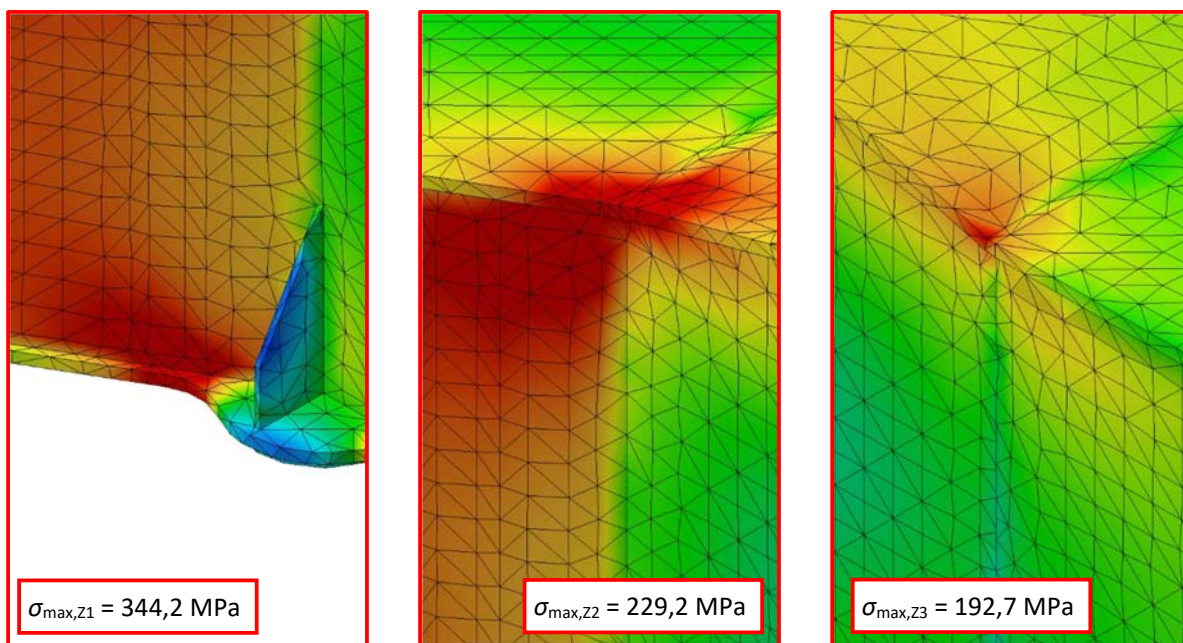 σmax,Z1 = 344,2 MPa
σmax,Z2 = 229,2 MPa
σmax,Z3 = 192,7 MPa